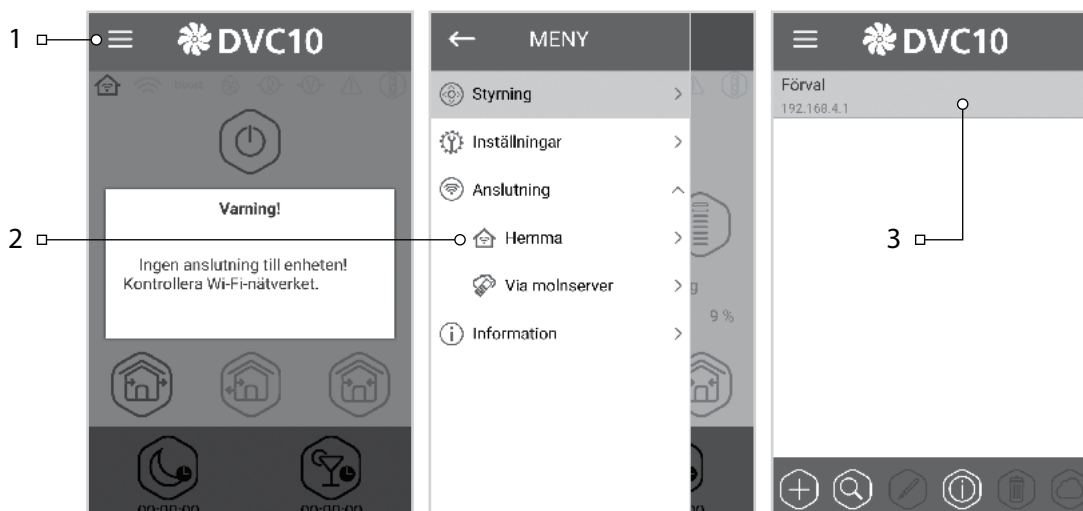 1
DVC10
boost
Varning!
Ingen anslutning till enheten!
Kontrollera Wi-Fi-nätverket.
00:00:00
00:00:00
2
MENY
Styrning
Inställningar
Anslutning
Hemma
Via molnserver
Information
g
9 %
DVC10
Förval
192.168.4.1
3